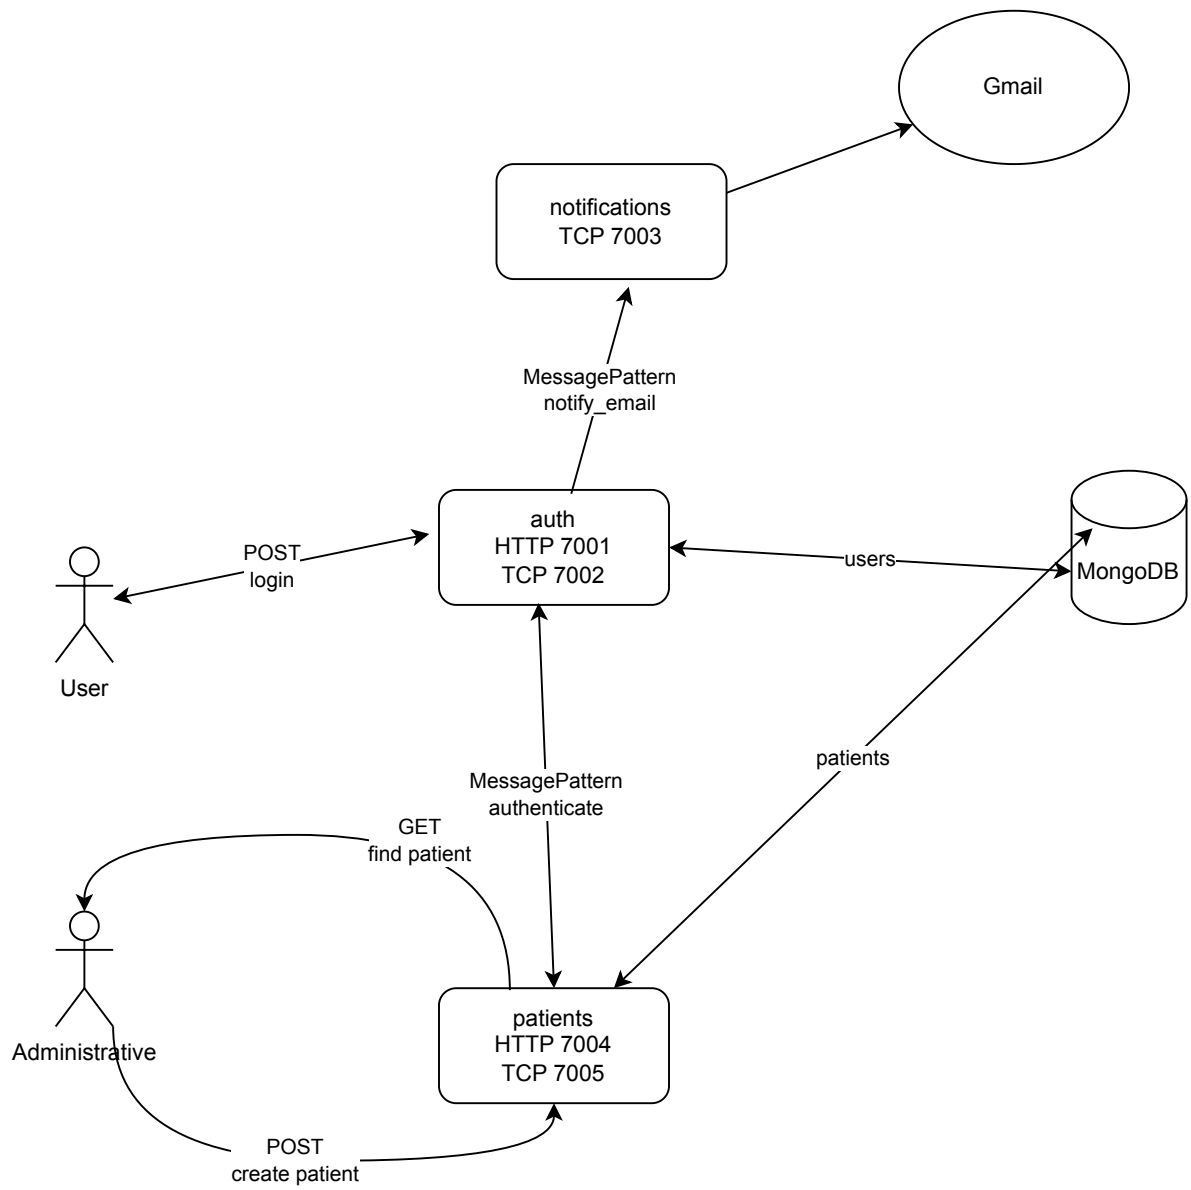 Gmail
notifications
TCP 7003
MessagePattern
notify_email
auth
HTTP 7001
TCP 7002
POST
login
users
MongoDB
User
patients
MessagePattern
authenticate
GET
find patient
patients
HTTP 7004
TCP 7005
Administrative
POST
create patient